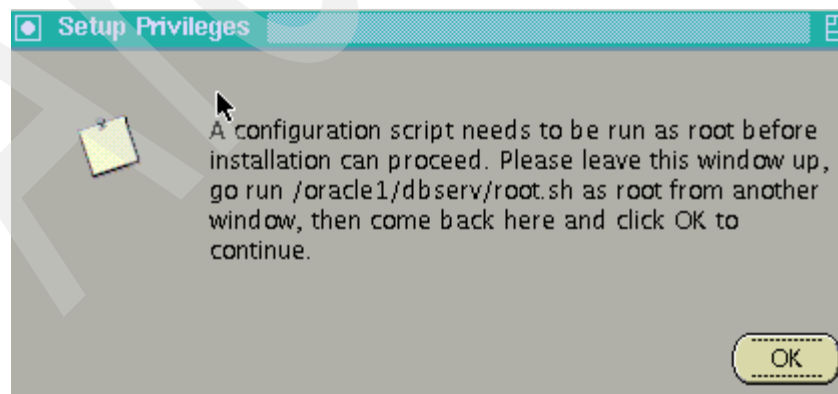 Setup Privileges
A configuration script needs to be run as root before
installation can proceed. Please leave this window up,
go run /oracle1/dbserv/root.sh as root from another
window, then come back here and click OK to
continue.
OK